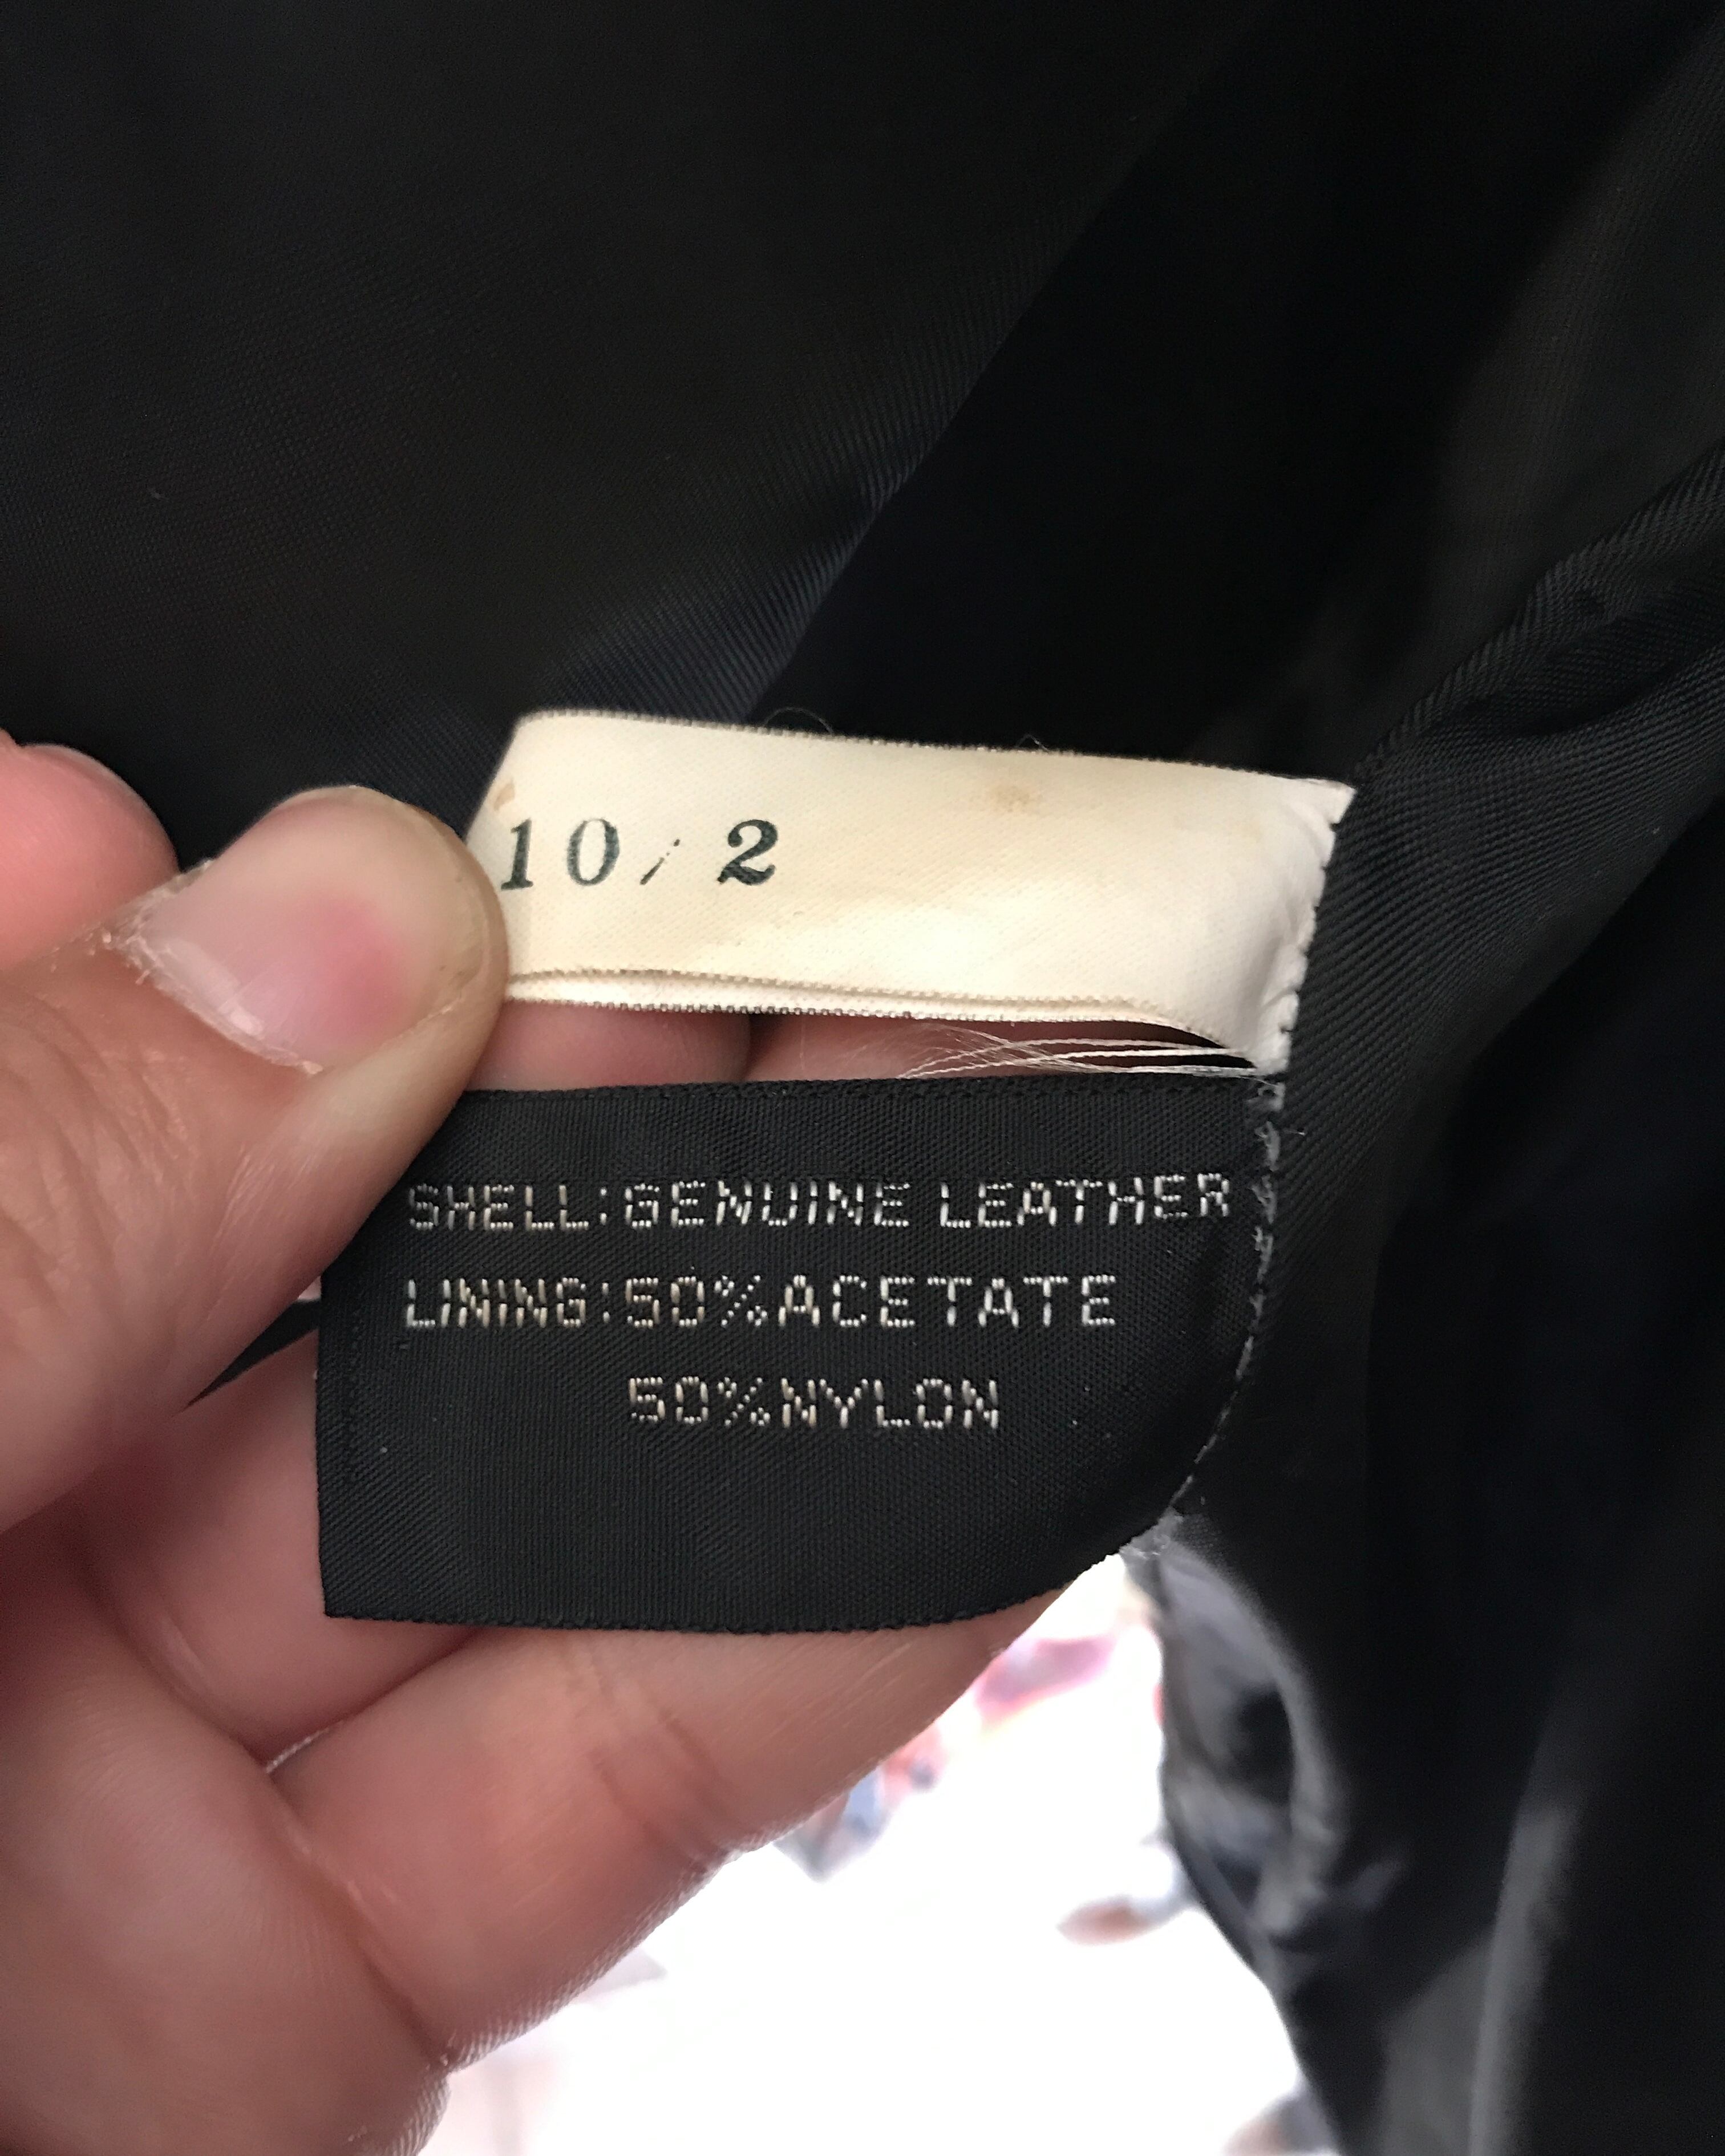 10/ 2
SHELL:GENUINE LEATHER
LINING:50%ACETATE
50%NYLON